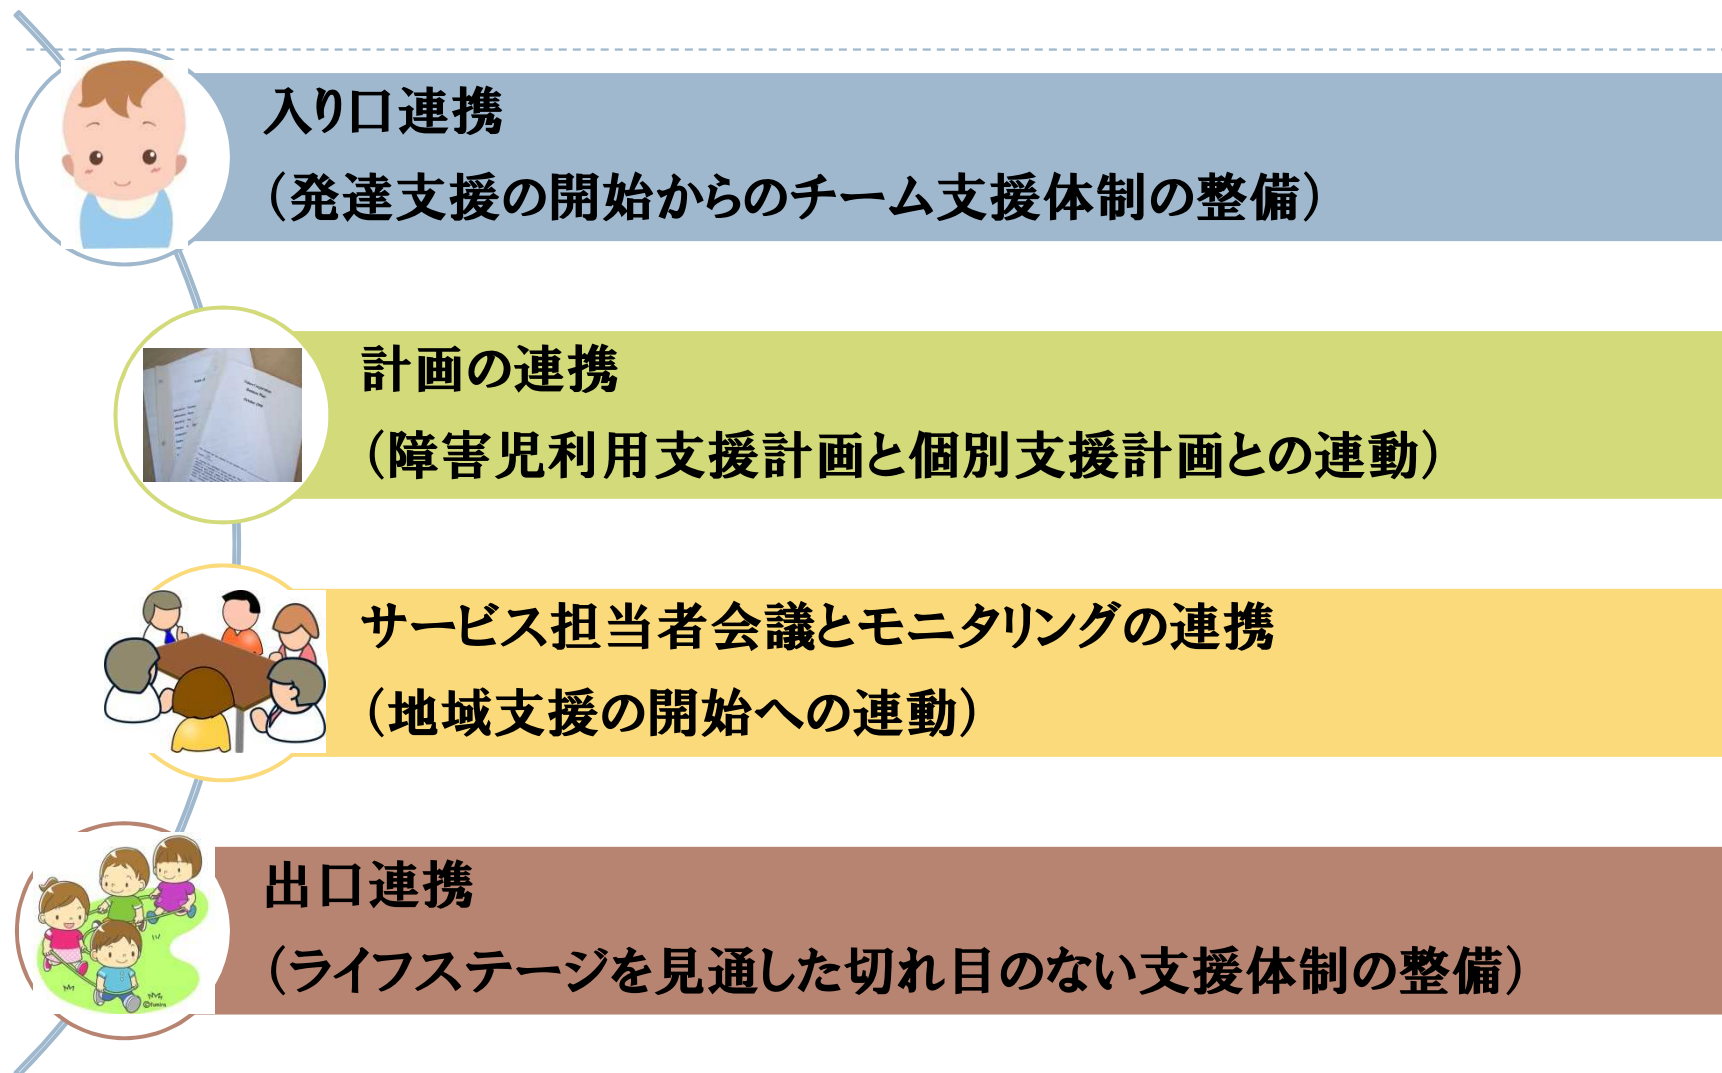 入り口連携
（発達支援の開始からのチーム支援体制の整備）
計画の連携
（障害児利用支援計画と個別支援計画との連動）
サービス担当者会議とモニタリングの連携
（地域支援の開始への連動）
出口連携
（ライフステージを見通した切れ目のない支援体制の整備）